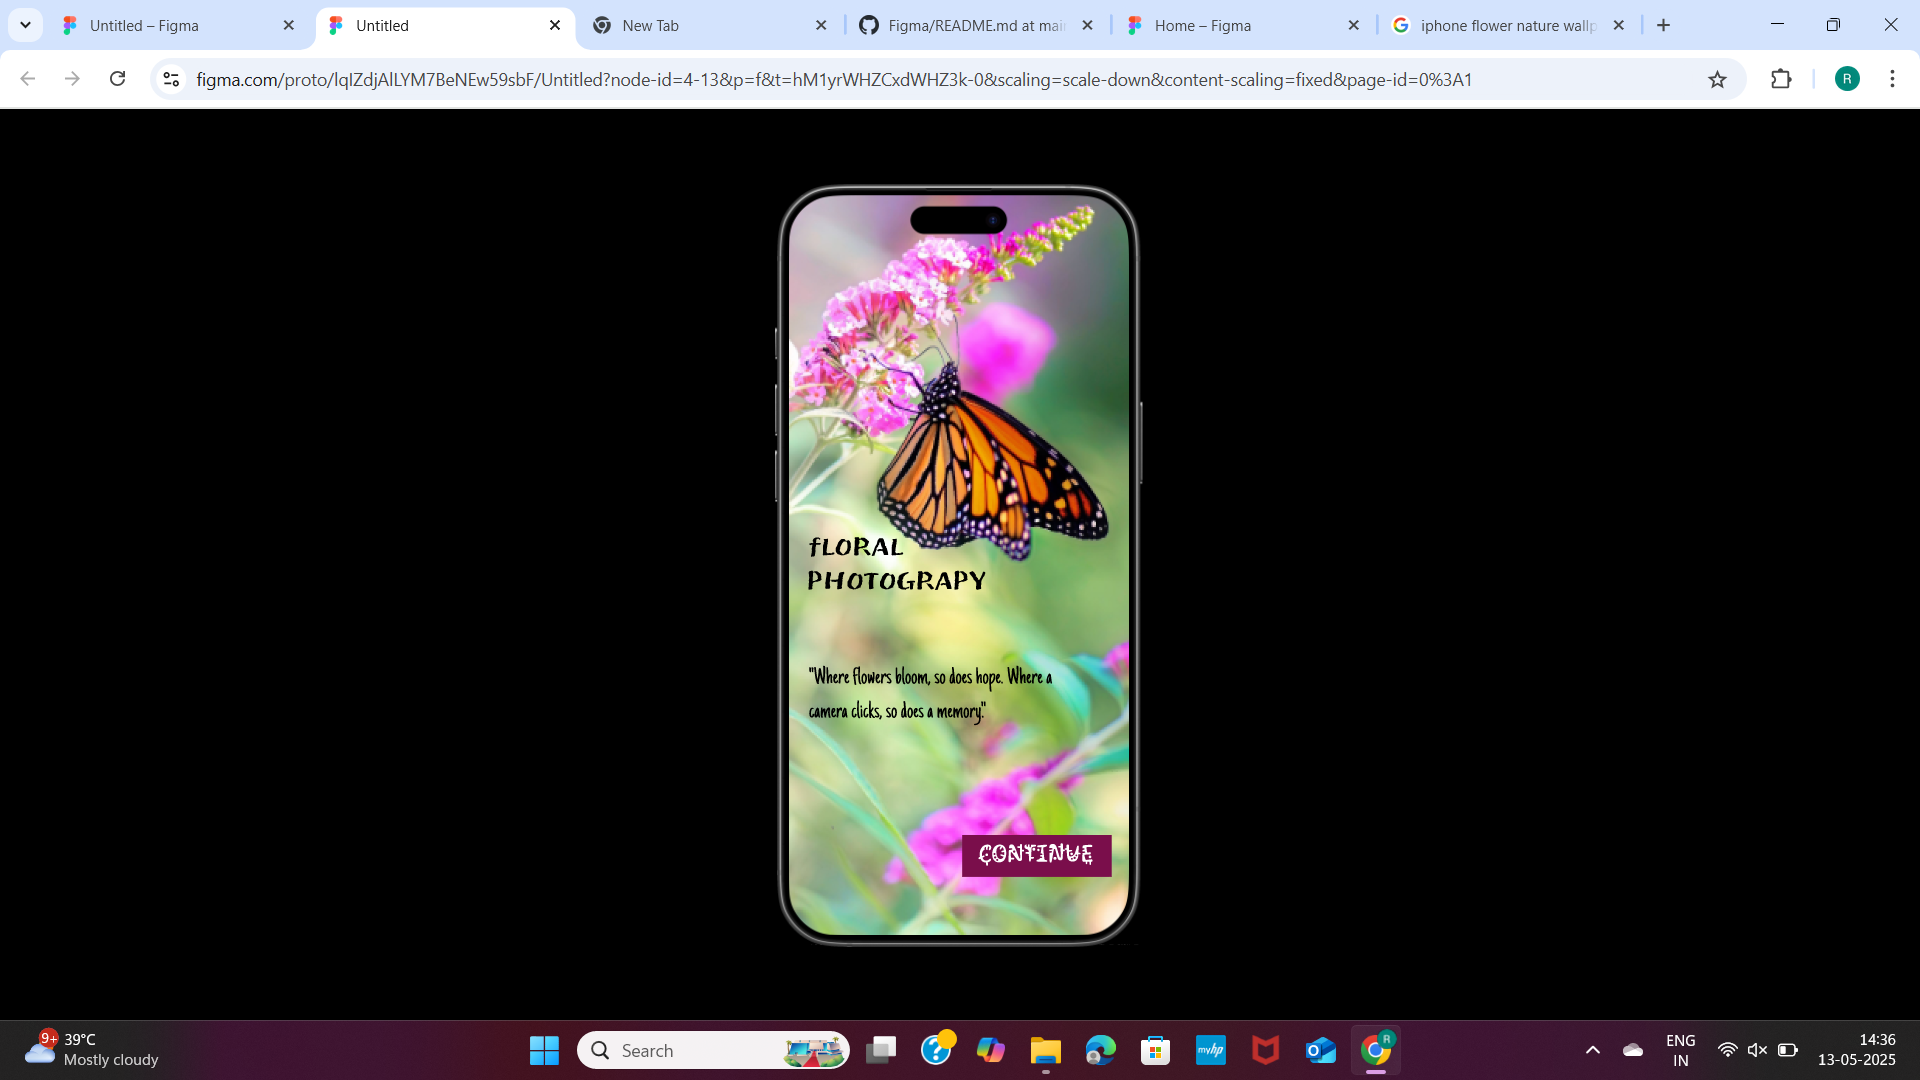 Untitled – Figma
Untitled
New Tab
Figma/README.md at mai
Home – Figma
iphone flower nature wallp
figma.com/proto/lqIZdjAlLYM7BeNEw59sbF/Untitled?node-id=4-13&p=f&t=hM1yrWHZCxdWHZ3k-0&scaling=scale-down&content-scaling=fixed&page-id=0%3A1
R
fLORAL
PHOTOGRAPY
"Where flowers bloom, so does hope. Where a
camera clicks, so does a memory."
CONTINUE
9+
39°C
Mostly cloudy
Search
myhp
R
ENG
IN
14:36
13-05-2025